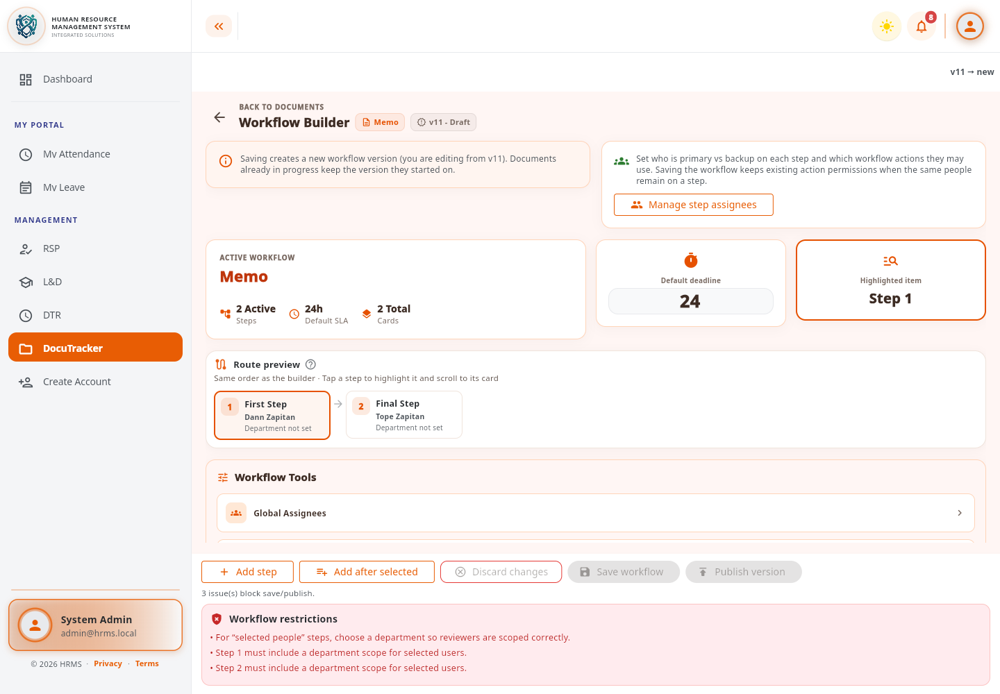 HUMAN RESOURCE
MANAGEMENT SYSTEM
INTEGRATED SOLUTIONS
8
Dashboard
MY PORTAL
My Attendance
My Leave
MANAGEMENT
RSP
L&D
DTR
DocuTracker
Create Account
System Admin
admin@hrms.local
© 2026 HRMS · Privacy · Terms
v11 → new
BACK TO DOCUMENTS
Workflow Builder
Memo
v11 - Draft
Saving creates a new workflow version (you are editing from v11). Documents
already in progress keep the version they started on.
Set who is primary vs backup on each step and which workflow actions they may
use. Saving the workflow keeps existing action permissions when the same people
remain on a step.
Manage step assignees
ACTIVE WORKFLOW
Memo
2 Active
Steps
24h
Default SLA
2 Total
Cards
Default deadline
24
Highlighted item
Step 1
Route preview
Same order as the builder · Tap a step to highlight it and scroll to its card
1
First Step
Dann Zapitan
Department not set
2
Final Step
Tope Zapitan
Department not set
Workflow Tools
Global Assignees
Add step
Add after selected
Discard changes
Save workflow
Publish version
3 issue(s) block save/publish.
Workflow restrictions
• For “selected people” steps, choose a department so reviewers are scoped correctly.
• Step 1 must include a department scope for selected users.
• Step 2 must include a department scope for selected users.